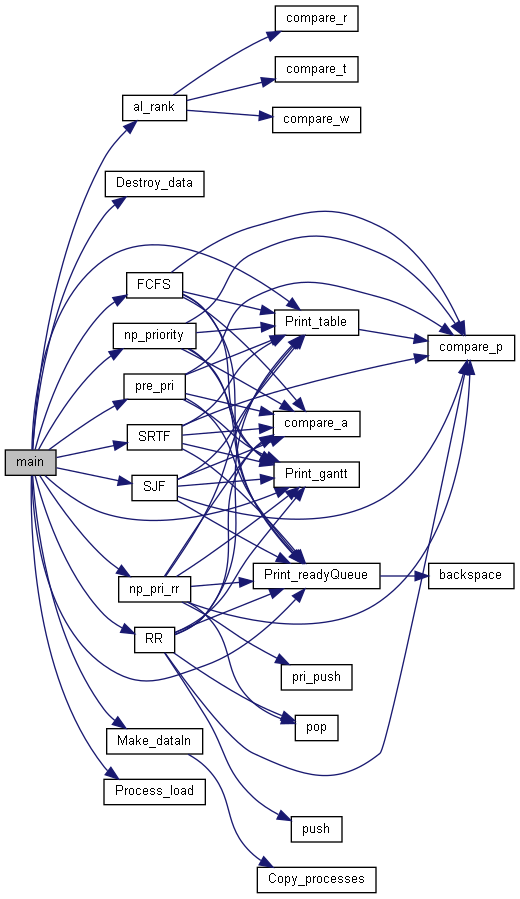 compare_r
compare_t
al_rank
compare_w
Destroy_data
FCFS
Print_table
np_priority
compare_p
pre_pri
compare_a
SRTF
main
Print_gantt
SJF
Print_readyQueue
backspace
np_pri_rr
RR
pri_push
pop
Make_dataIn
Process_load
push
Copy_processes